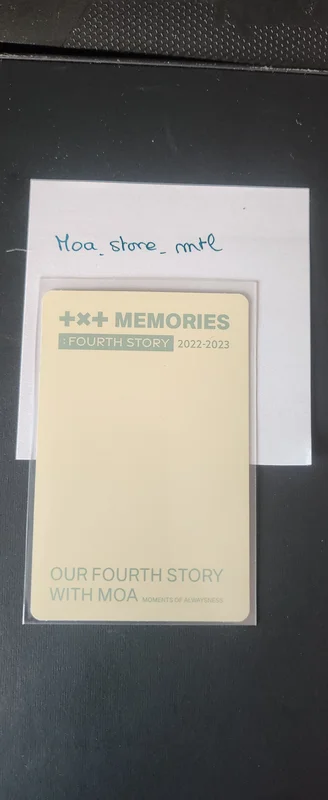 Moa_store_mtl
+×+ MEMORIES
: FOURTH STORY 2022-2023
OUR FOURTH STORY
WITH MOA MOMENTS OF ALWAYSNESS